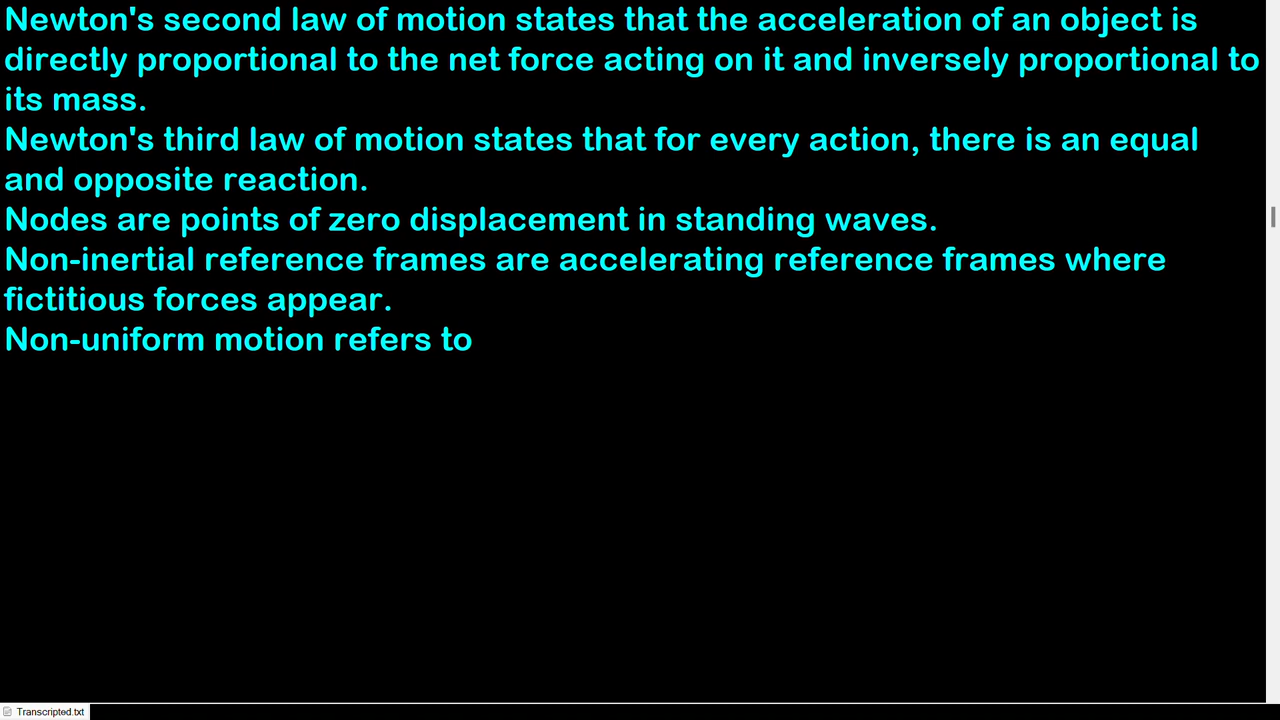 Newton's second law of motion states that the acceleration of an object is
directly proportional to the net force acting on it and inversely proportional to
its mass.
Newton's third law of motion states that for every action, there is an equal
and opposite reaction.
Nodes are points of zero displacement in standing waves.
Non-inertial reference frames are accelerating reference frames where
fictitious forces appear.
Non-uniform motion refers to
Transcripted.txt